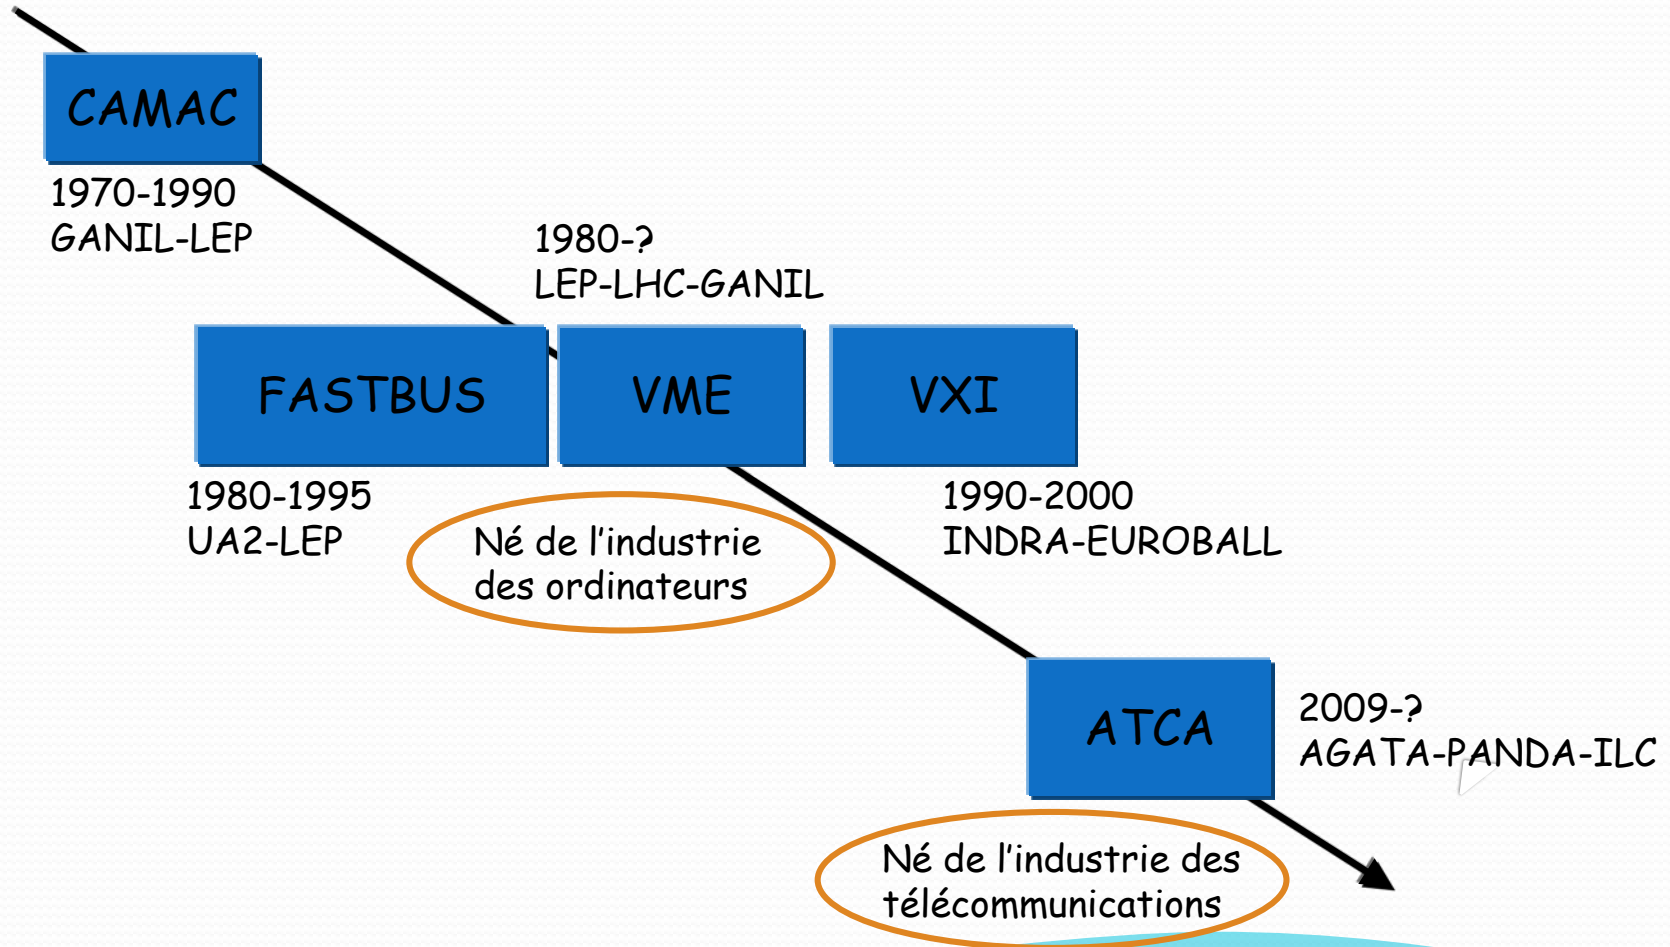 CAMAC
1970-1990
GANIL-LEP
1980-?
LEP-LHC-GANIL
FASTBUS
VME
VXI
1980-1995
UA2-LEP
Né de l'industrie
des ordinateurs
1990-2000
INDRA-EUROBALL
ATCA
2009-?
AGATA-PANDA-ILC
Né de l'industrie des
télécommunications